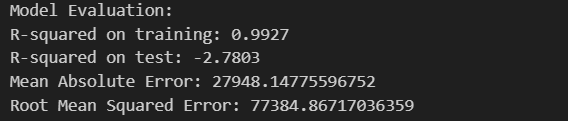 Model Evaluation:
R-squared on training: 0.9927
R-squared on test: -2.7803
Mean Absolute Error: 27948.14775596752
Root Mean Squared Error: 77384.86717036359